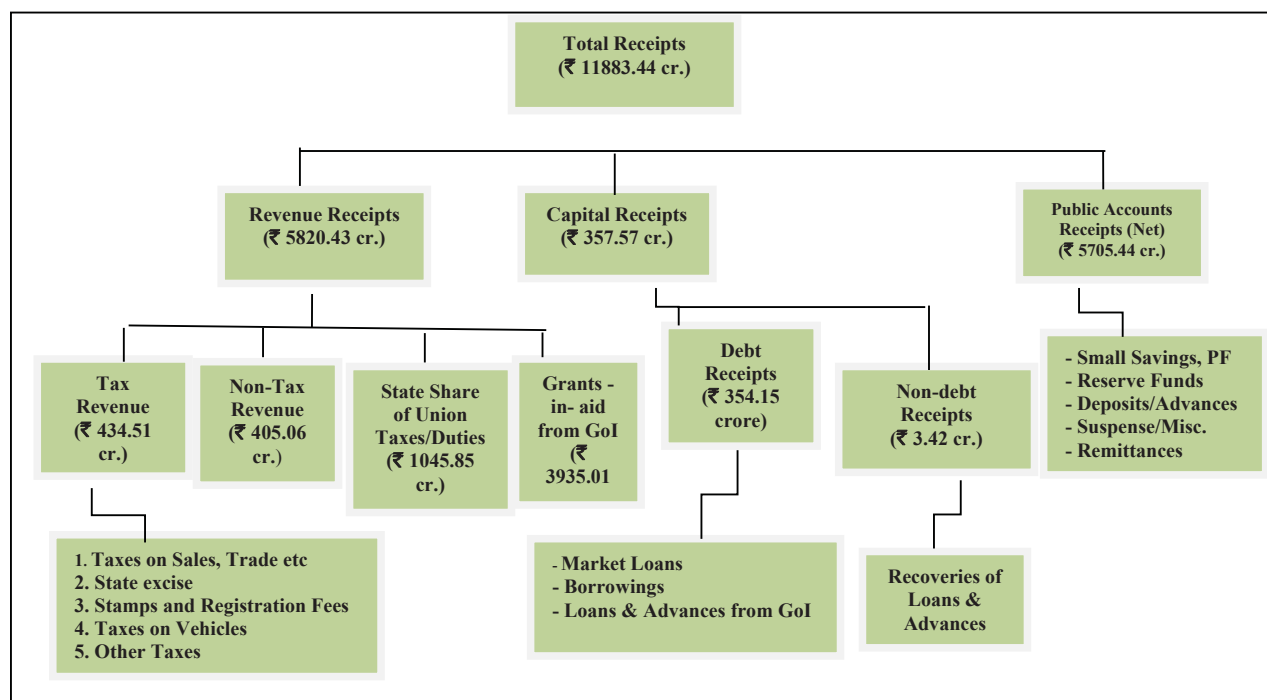 Total Receipts
(₹ 11883.44 cr.)
Revenue Receipts
(₹ 5820.43 cr.)
Capital Receipts
(₹ 357.57 cr.)
Public Accounts
Receipts (Net)
(₹ 5705.44 cr.)
Tax
Revenue
(₹ 434.51
cr.)
Non-Tax
Revenue
(₹ 405.06
cr.)
State Share
of Union
Taxes/Duties
(₹ 1045.85
cr.)
Grants -
in- aid
from GoI
(₹
3935.01
Debt
Receipts
(₹ 354.15
crore)
Non-debt
Receipts
(₹ 3.42 cr.)
- Small Savings, PF
- Reserve Funds
- Deposits/Advances
- Suspense/Misc.
- Remittances
1. Taxes on Sales, Trade etc
2. State excise
3. Stamps and Registration Fees
4. Taxes on Vehicles
5. Other Taxes
- Market Loans
- Borrowings
- Loans & Advances from GoI
Recoveries of
Loans &
Advances